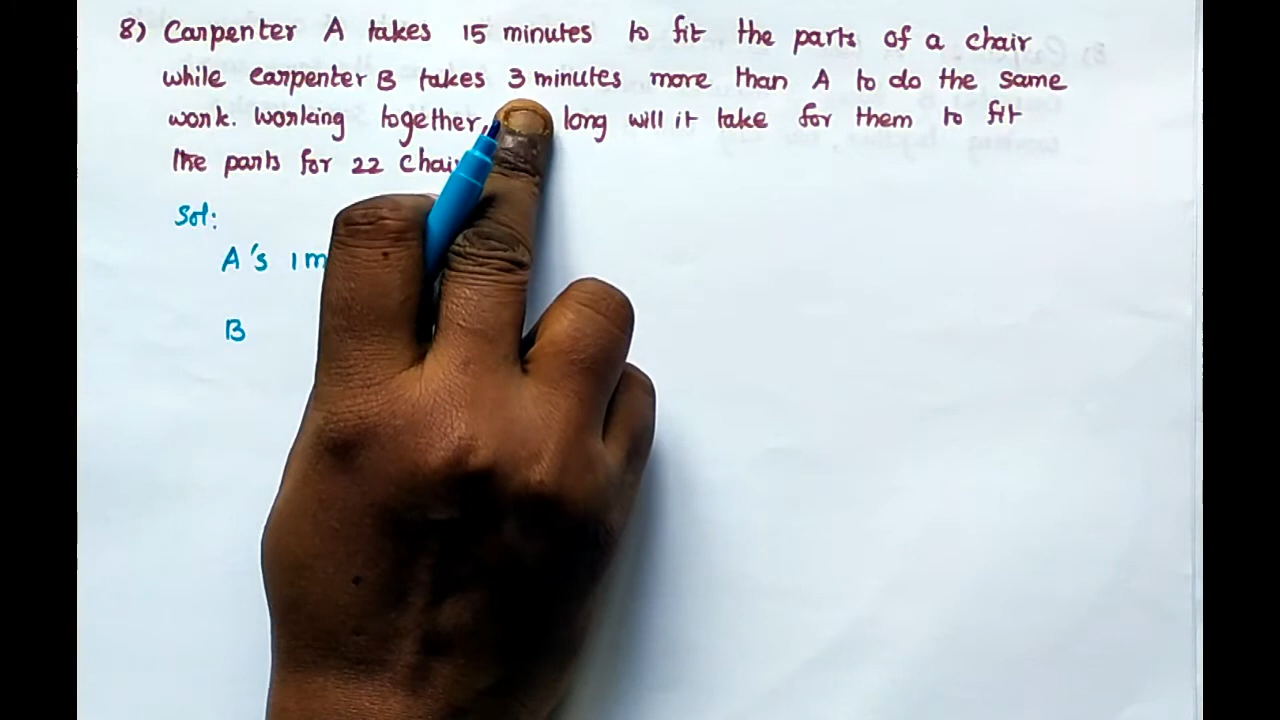 8) Carpenter A takes 15 minutes to fit the parts of a chair
while carpenter B takes 3 minutes more than A to do the same
work. Working together, long will it take for them to fit
the parts for 22 chai
Sol:
A's 1 m
B